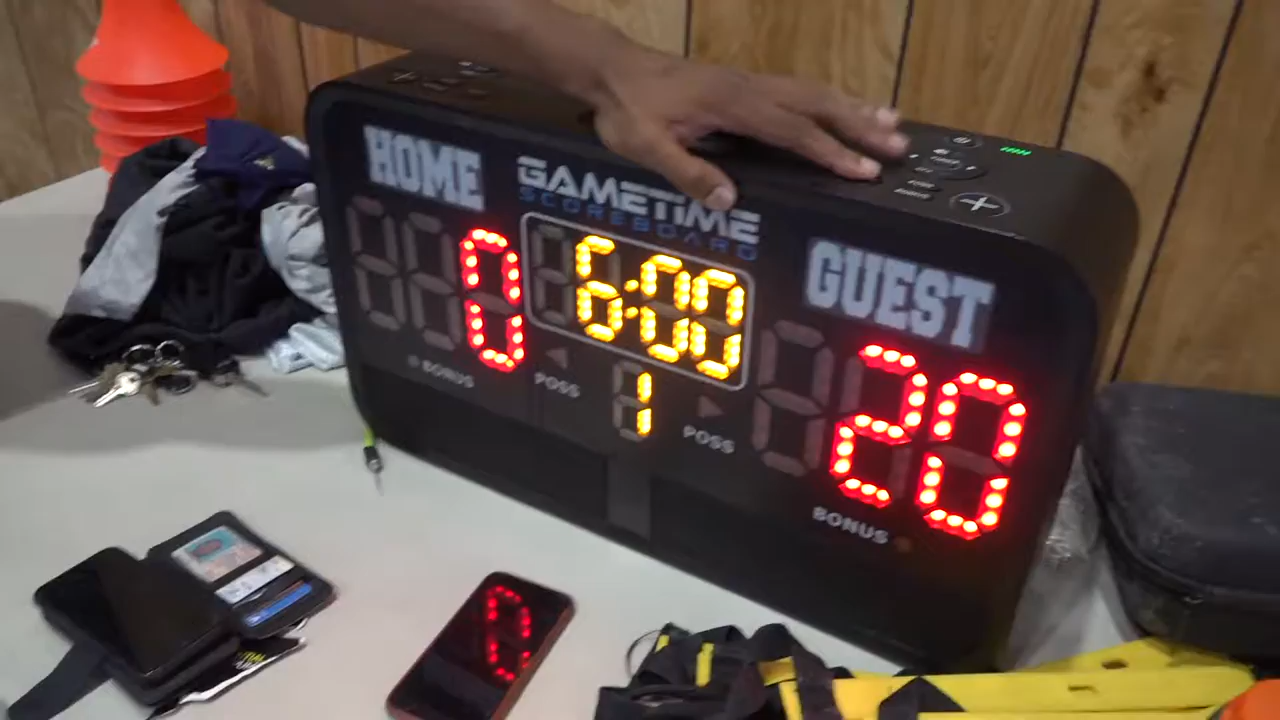 HOME
GAMETIME
SCOREBOARD
GUEST
0
6:00
20
BONUS
POSS
1
POSS
BONUS